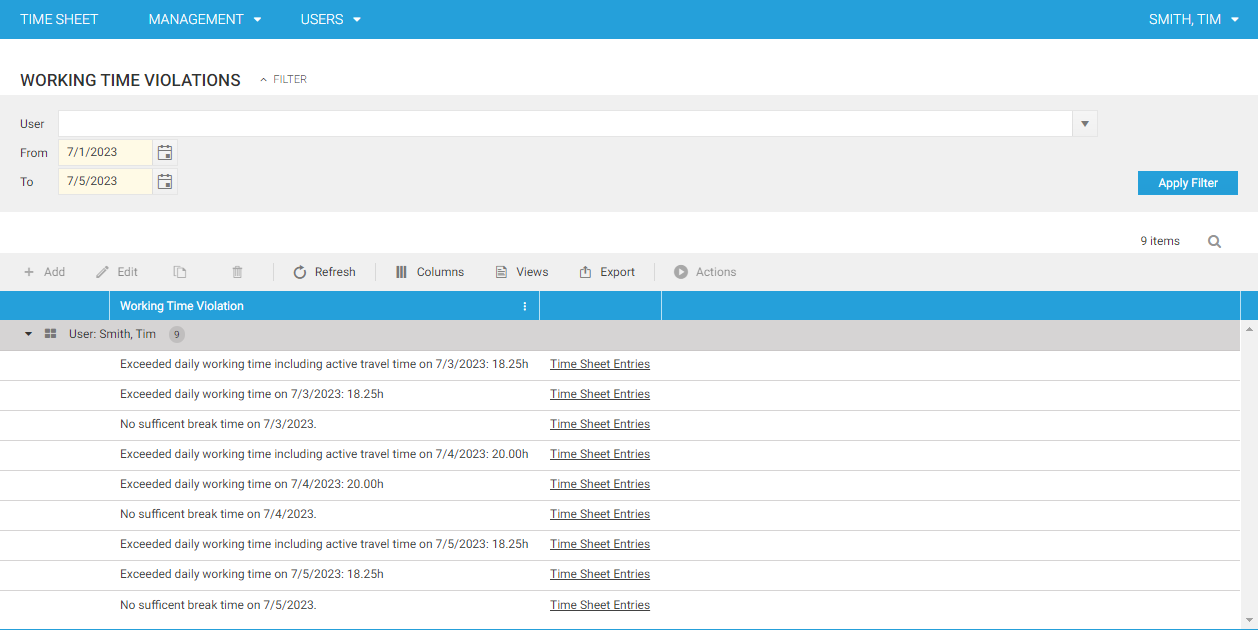 TIME SHEET MANAGEMENT USERS SMITH, TIM
WORKING TIME VIOLATIONS FILTER
User
From 7/1/2023
To 7/5/2023
Apply Filter
9 items
Add Edit Refresh Columns Views Export Actions
Working Time Violation
User: Smith, Tim 9
Exceeded daily working time including active travel time on 7/3/2023: 18.25h Time Sheet Entries
Exceeded daily working time on 7/3/2023: 18.25h Time Sheet Entries
No sufficent break time on 7/3/2023. Time Sheet Entries
Exceeded daily working time including active travel time on 7/4/2023: 20.00h Time Sheet Entries
Exceeded daily working time on 7/4/2023: 20.00h Time Sheet Entries
No sufficent break time on 7/4/2023. Time Sheet Entries
Exceeded daily working time including active travel time on 7/5/2023: 18.25h Time Sheet Entries
Exceeded daily working time on 7/5/2023: 18.25h Time Sheet Entries
No sufficent break time on 7/5/2023. Time Sheet Entries